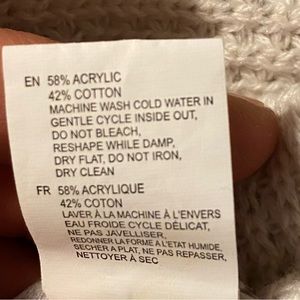 EN 58% ACRYLIC
42% COTTON
MACHINE WASH COLD WATER IN
GENTLE CYCLE INSIDE OUT,
DO NOT BLEACH,
RESHAPE WHILE DAMP,
DRY FLAT, DO NOT IRON,
DRY CLEAN
FR 58% ACRYLIQUE
42% COTON
LAVER À LA MACHINE À L'ENVERS
EAU FROIDE CYCLE DÉLICAT,
NE PAS JAVELLISER,
REDONNER LA FORME A L'ETAT HUMIDE,
SECHER A PLAT, NE PAS REPASSER,
NETTOYER À SEC